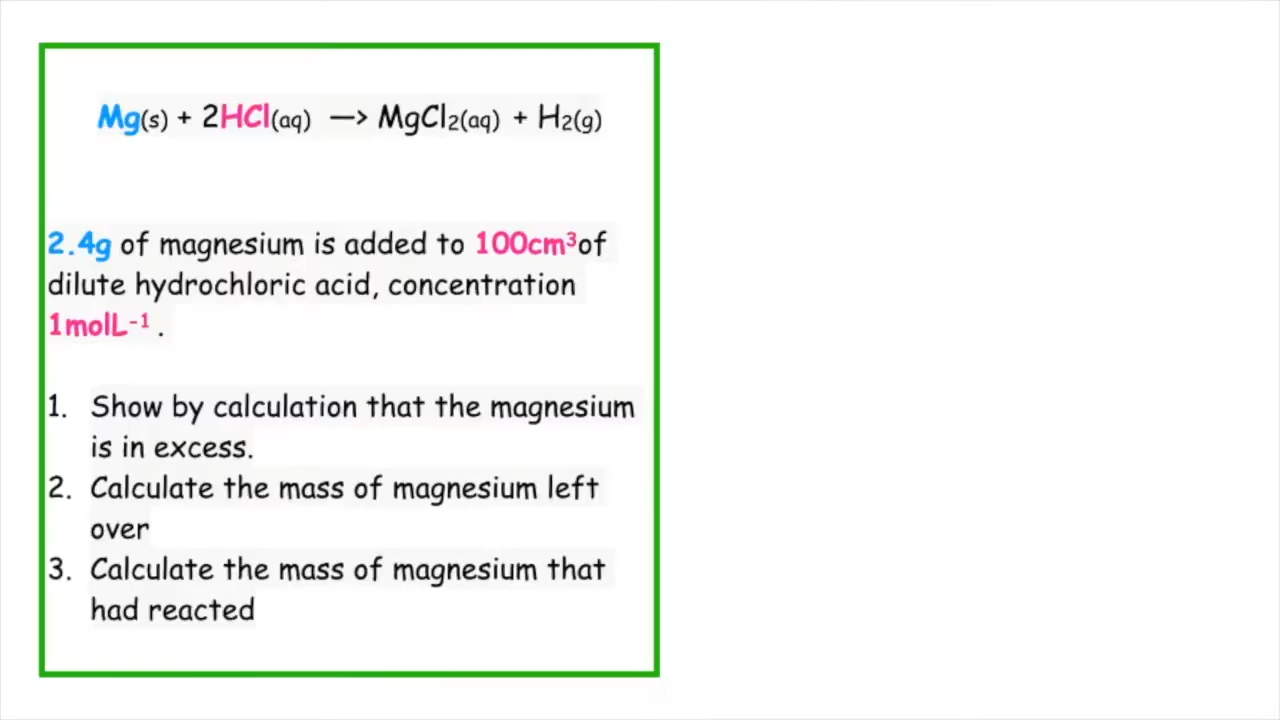 Mg(s) + 2HCl(aq) —> MgCl₂(aq) + H₂(g)
2.4g of magnesium is added to 100cm³of
dilute hydrochloric acid, concentration
1molL⁻¹ .
1. Show by calculation that the magnesium
is in excess.
2. Calculate the mass of magnesium left
over
3. Calculate the mass of magnesium that
had reacted